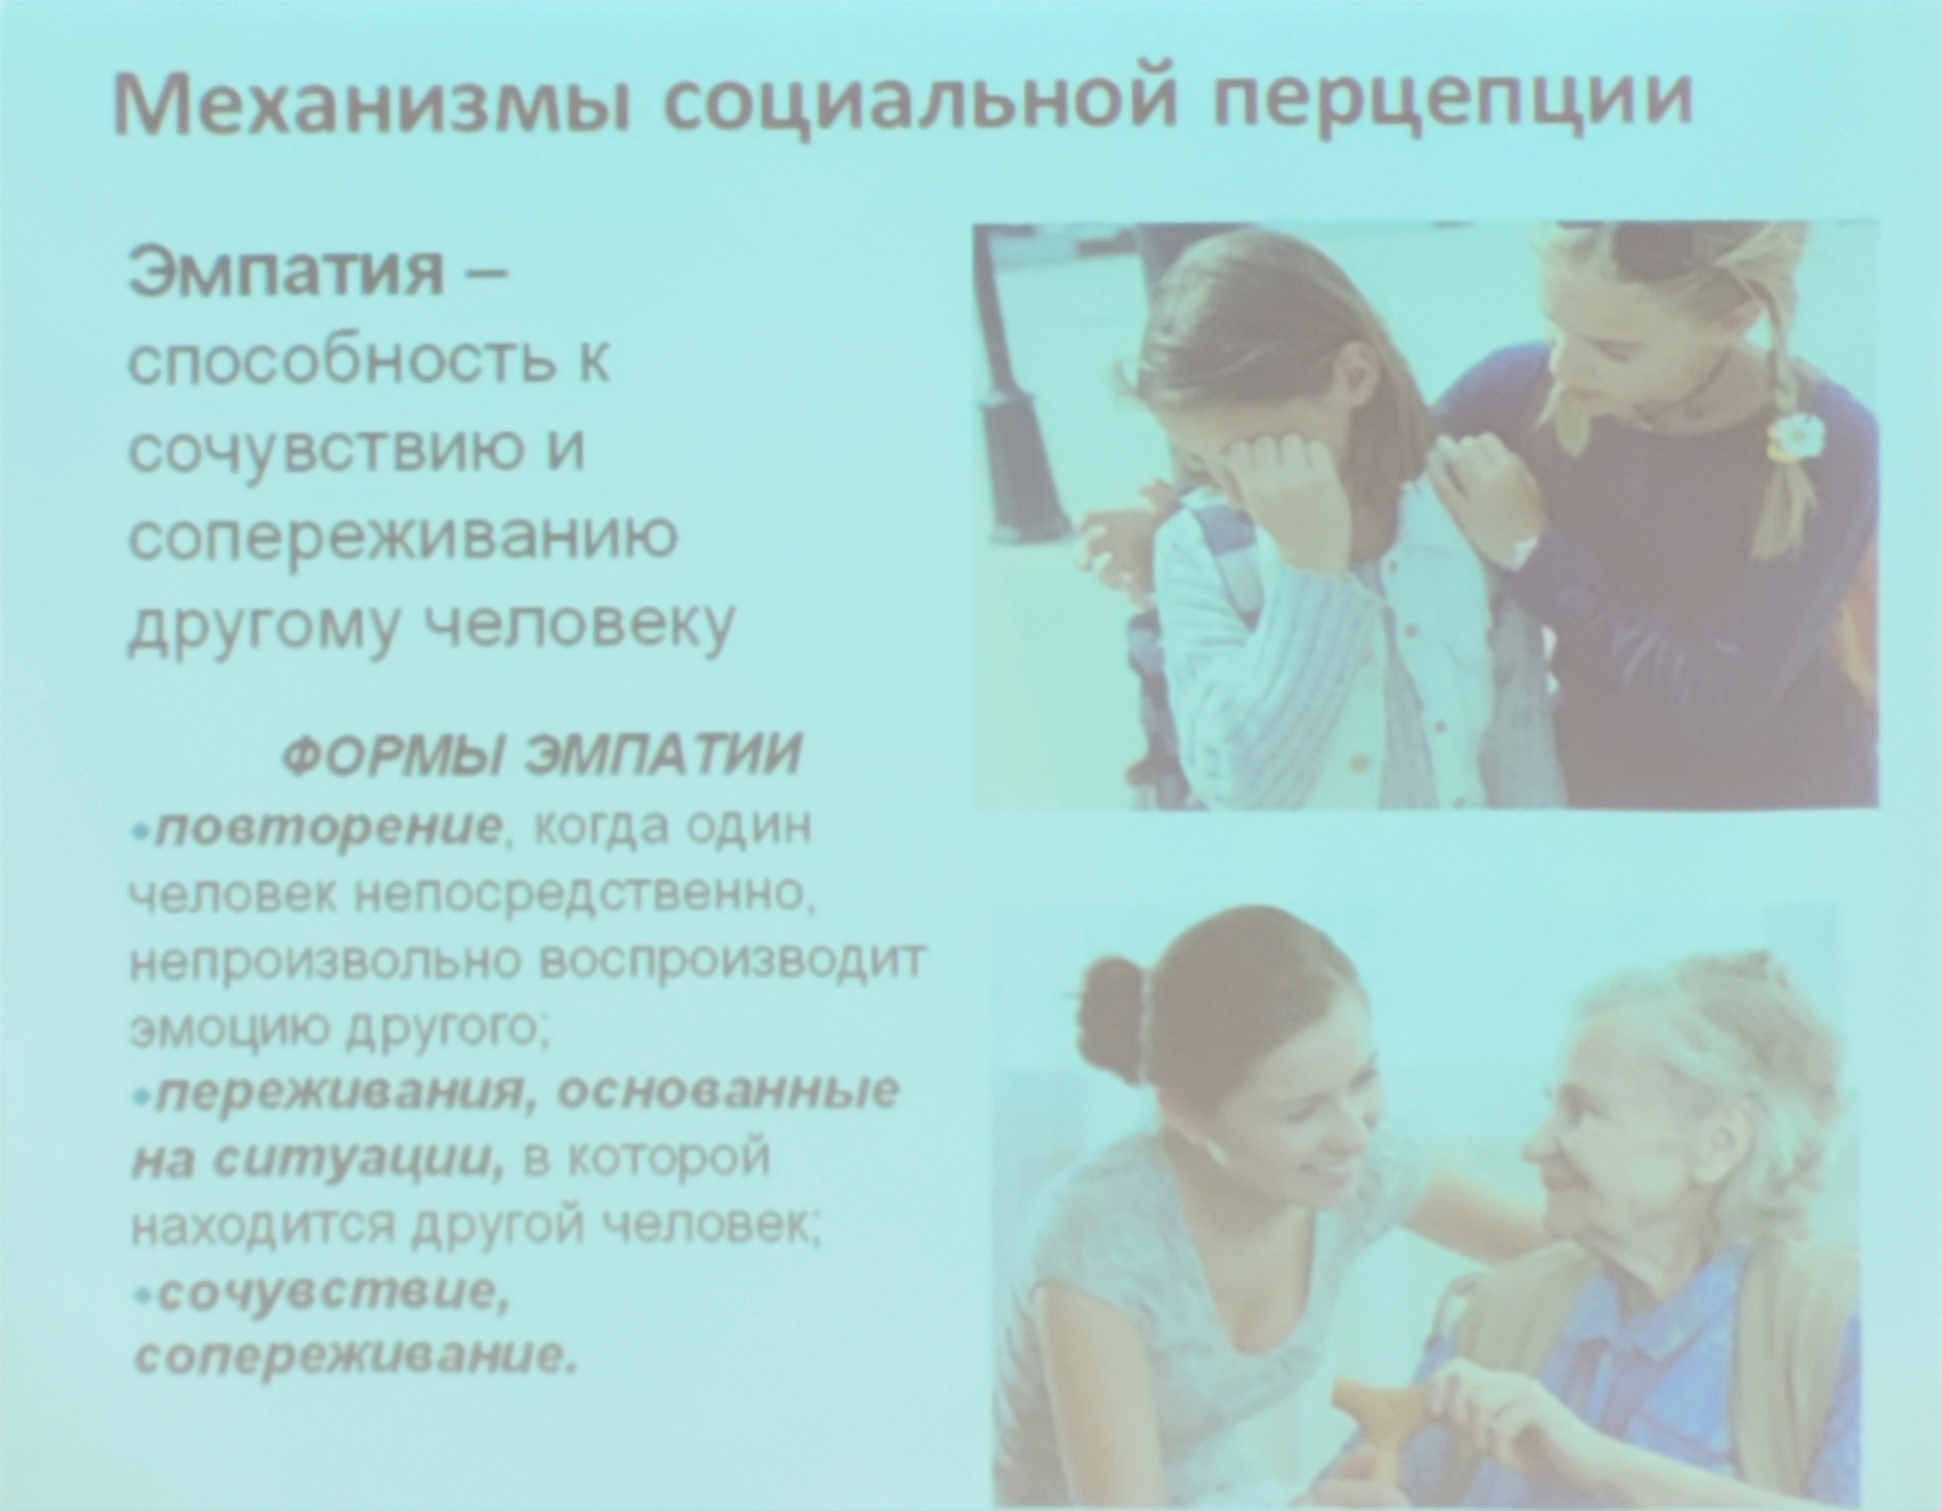 Механизмы социальной перцепции
Эмпатия –
способность к
сочувствию и
сопереживанию
другому человеку
ФОРМЫ ЭМПАТИИ
•повторение, когда один
человек непосредственно,
непроизвольно воспроизводит
эмоцию другого;
•переживания, основанные
на ситуации, в которой
находится другой человек;
•сочувствие,
сопереживание.